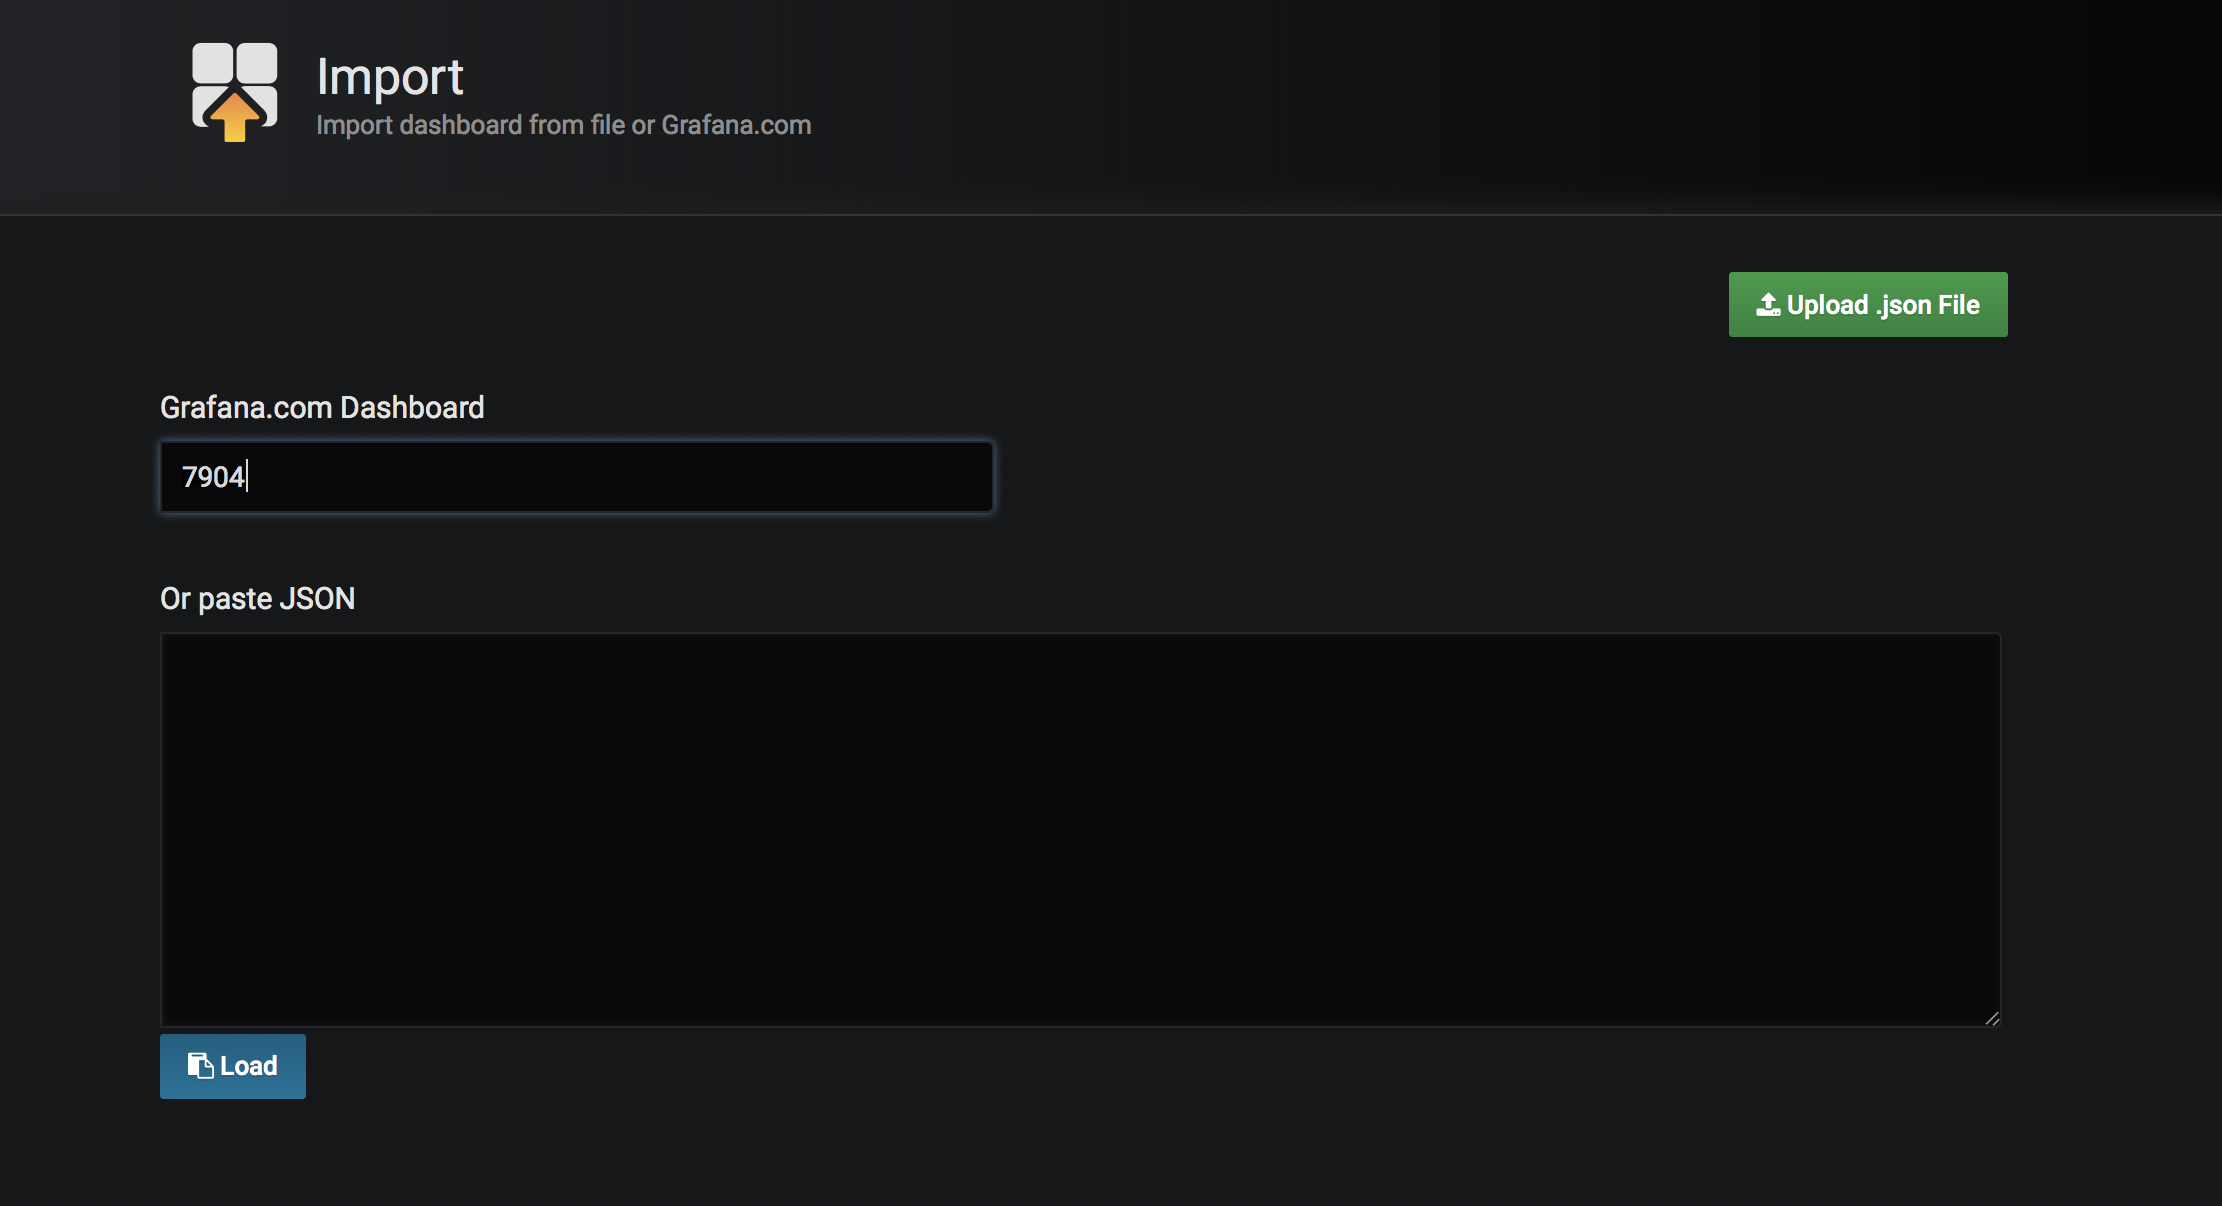 Import
Import dashboard from file or Grafana.com
Upload .json File
Grafana.com Dashboard
7904
Or paste JSON
Load